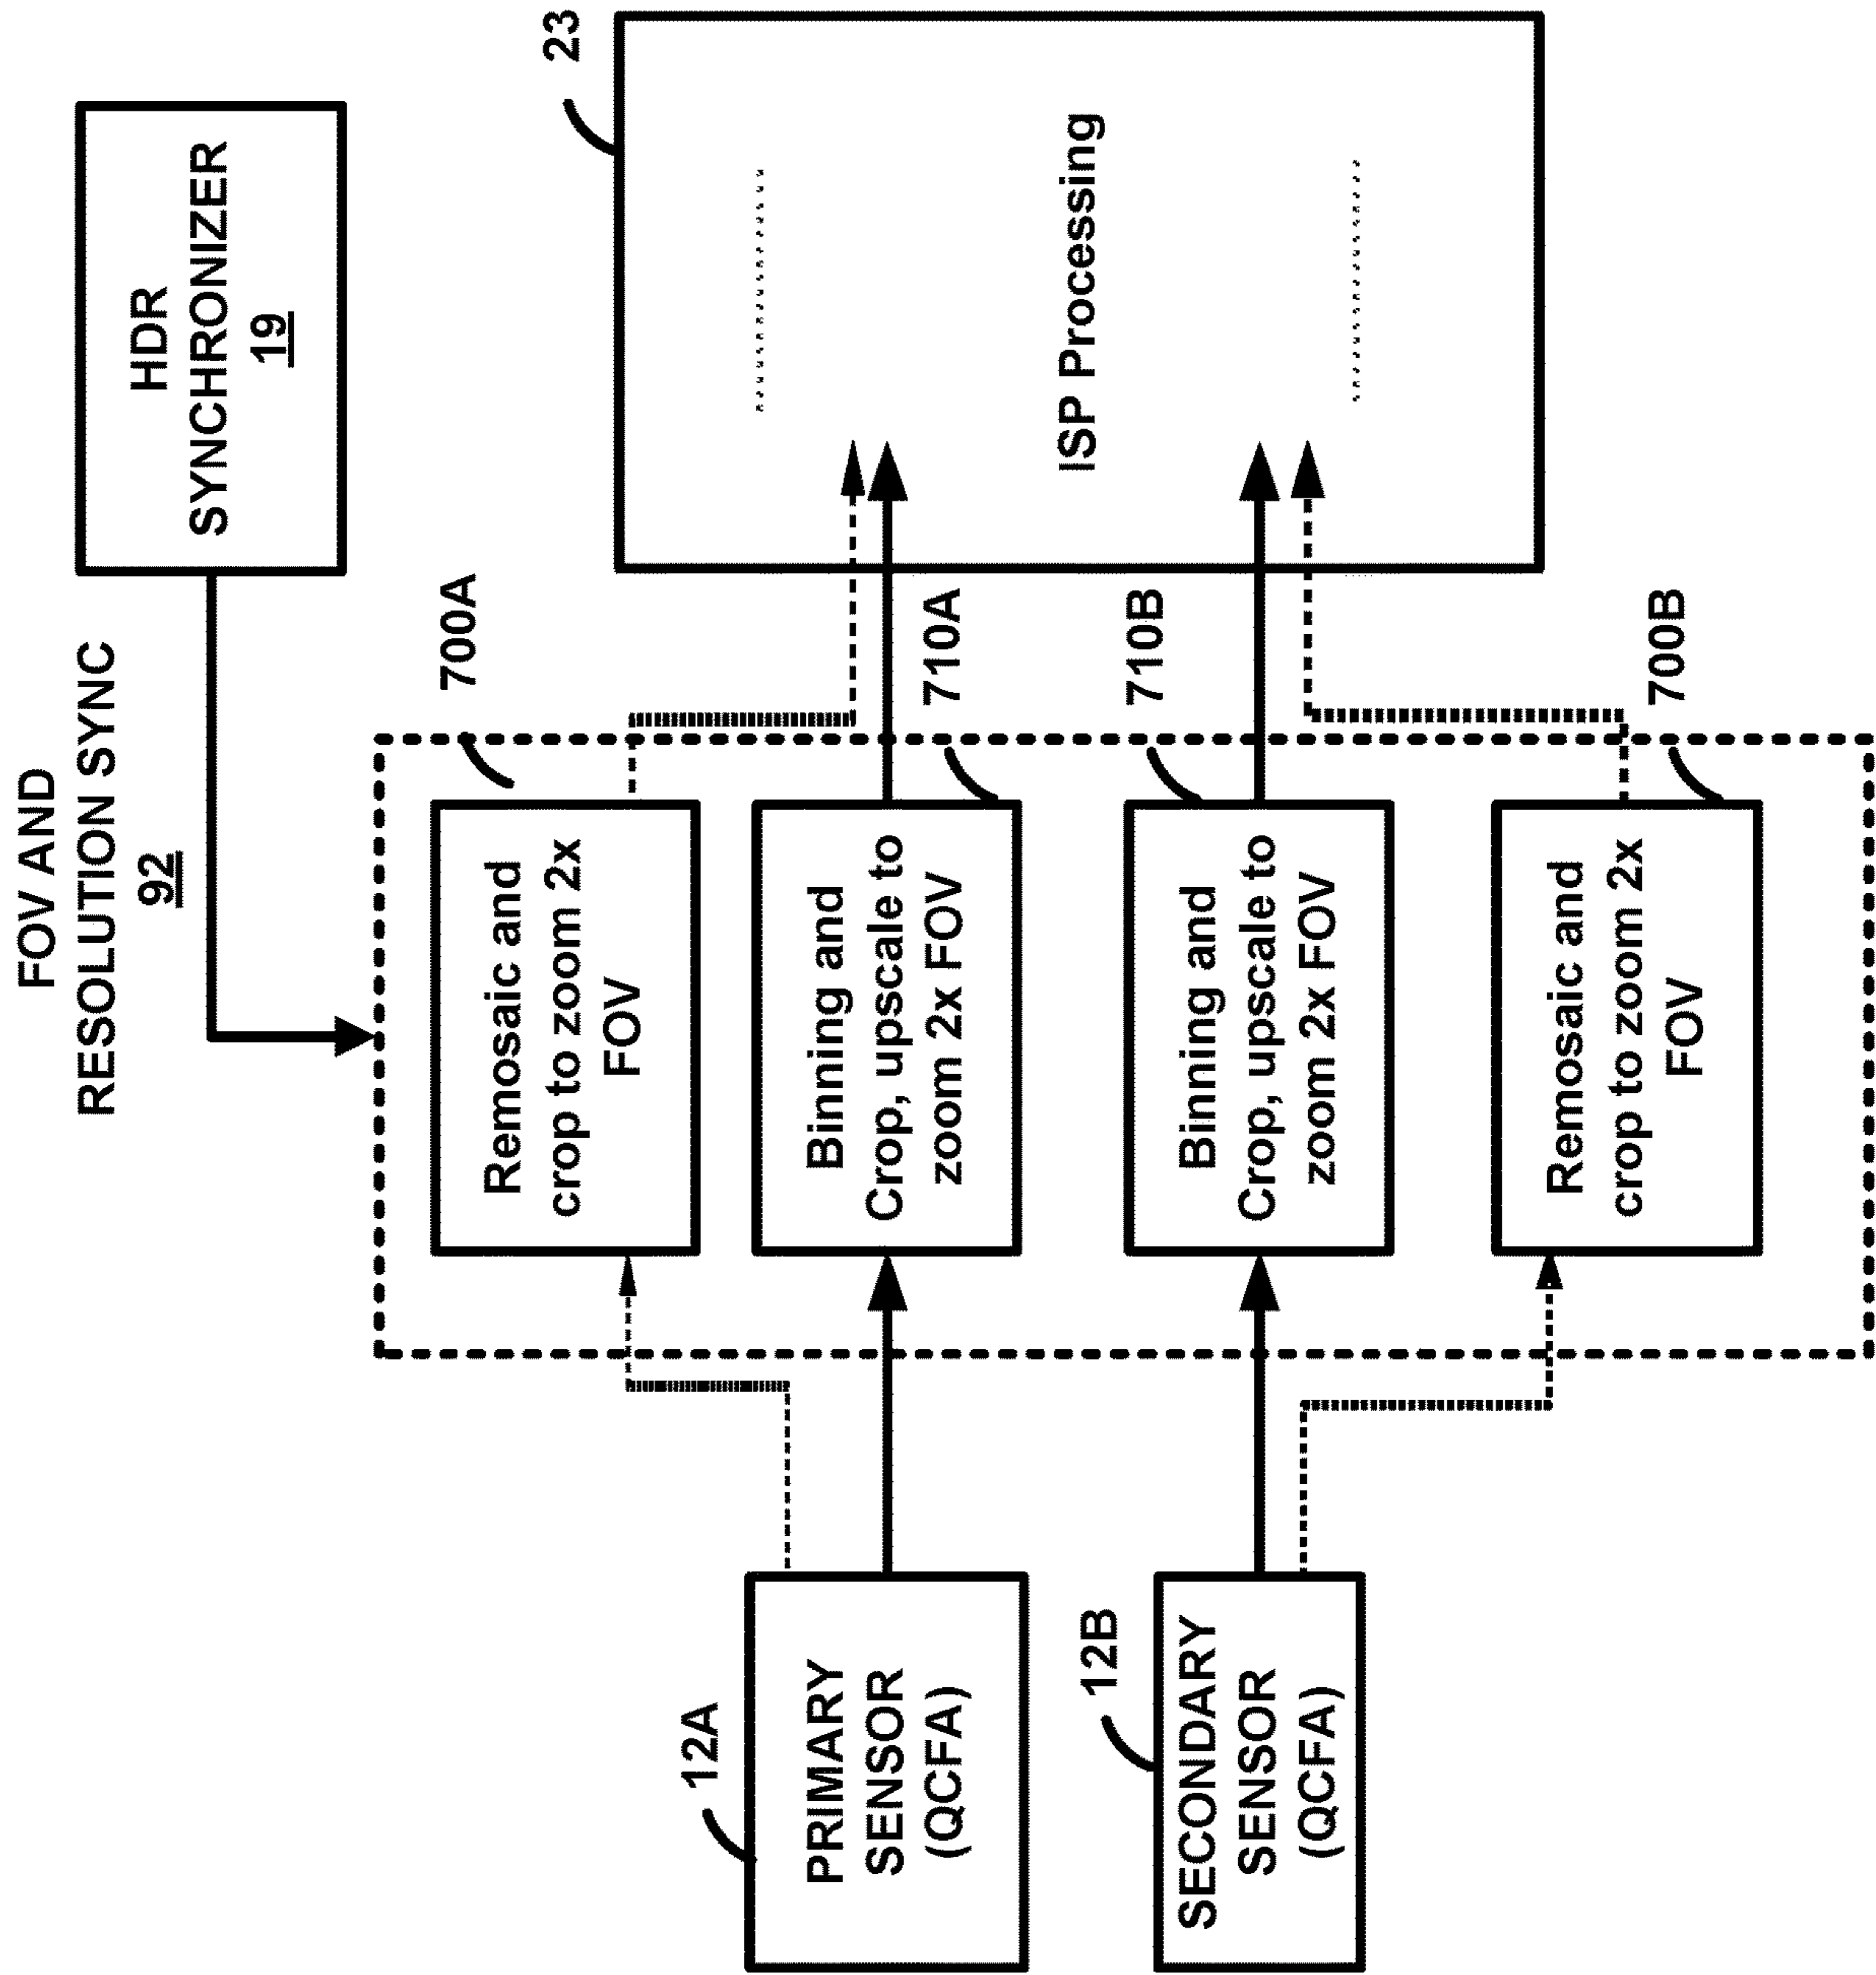 FOV AND
RESOLUTION SYNC
92
HDR
SYNCHRONIZER
19
700A
Remosaic and
crop to zoom 2x
FOV
12A
PRIMARY
SENSOR
(QCFA)
Binning and
Crop, upscale to
zoom 2x FOV
710A
12B
SECONDARY
SENSOR
(QCFA)
710B
Binning and
Crop, upscale to
zoom 2x FOV
700B
Remosaic and
crop to zoom 2x
FOV
23
ISP Processing